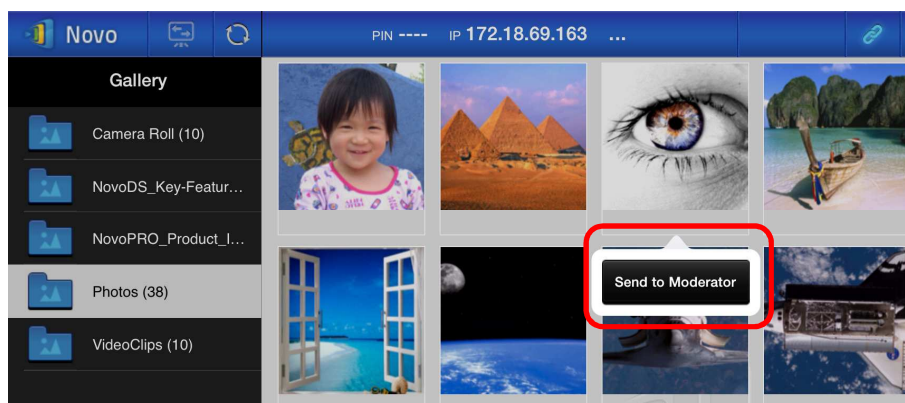 Novo
PIN ---- IP 172.18.69.163 ...
Gallery
Camera Roll (10)
NovoDS_Key-Featur...
NovoPRO_Product_I...
Photos (38)
VideoClips (10)
Send to Moderator